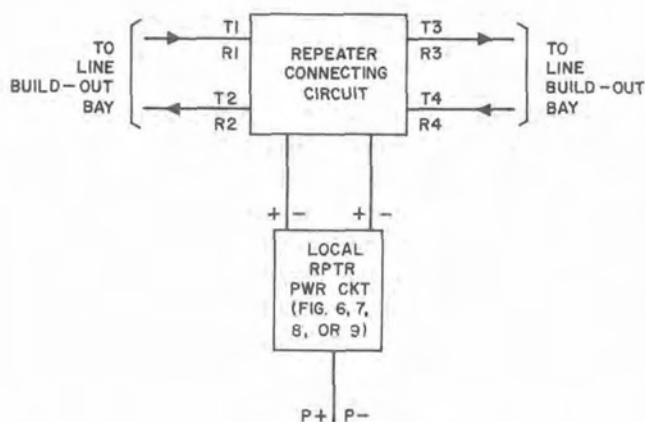 TO
LINE
BUILD-OUT
BAY
T1
R1
T2
R2
REPEATER
CONNECTING
CIRCUIT
T3
R3
T4
R4
TO
LINE
BUILD-OUT
BAY
+ -
+ -
LOCAL
RPTR
PWR CKT
(FIG. 6, 7,
8, OR 9)
P+ P-